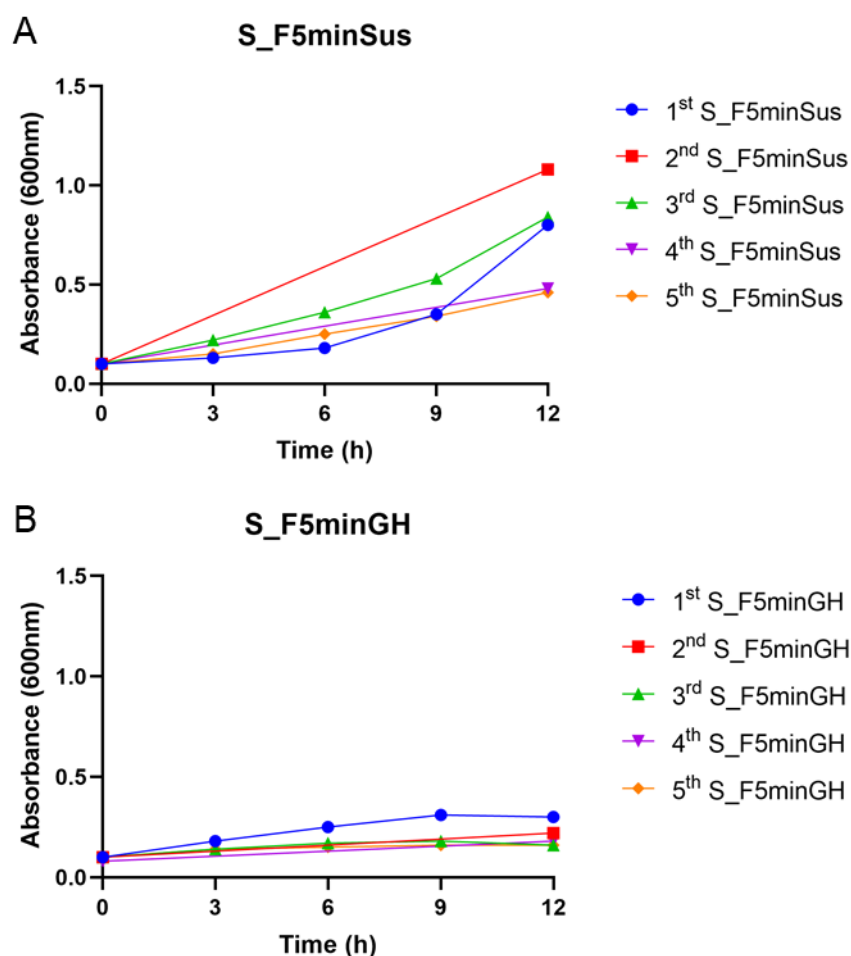 A
S_F5minSus
Absorbance (600nm)
1.5
1.0
0.5
0.0
0 3 6 9 12
Time (h)
1st S_F5minSus
2nd S_F5minSus
3rd S_F5minSus
4th S_F5minSus
5th S_F5minSus
B
S_F5minGH
Absorbance (600nm)
1.5
1.0
0.5
0.0
0 3 6 9 12
Time (h)
1st S_F5minGH
2nd S_F5minGH
3rd S_F5minGH
4th S_F5minGH
5th S_F5minGH